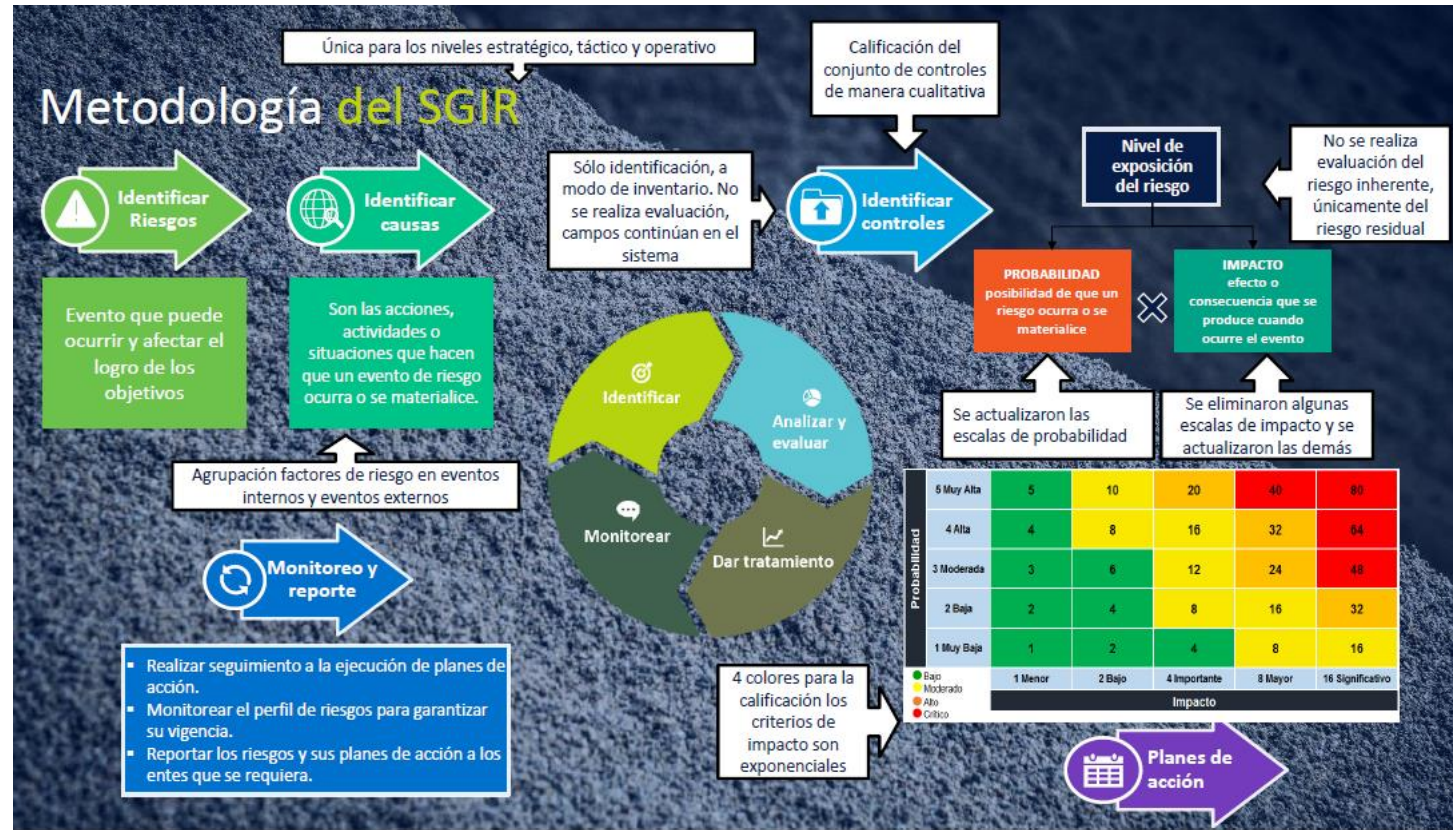 Única para los niveles estratégico, táctico y operativo
Metodología del SGIR
Calificación del
conjunto de controles
de manera cualitativa
Identificar
Riesgos
Identificar
causas
Sólo identificación, a
modo de inventario. No
se realiza evaluación,
campos continúan en el
sistema
Identificar
controles
Nivel de
exposición
del riesgo
No se realiza
evaluación del
riesgo inherente,
únicamente del
riesgo residual
Evento que puede
ocurrir y afectar el
logro de los
objetivos
Son las acciones,
actividades o
situaciones que hacen
que un evento de riesgo
ocurra o se materialice.
PROBABILIDAD
posibilidad de que un
riesgo ocurra o se
materialice
IMPACTO
efecto o
consecuencia que se
produce cuando
ocurre el evento
Identificar
Analizar y
evaluar
Monitorear
Dar tratamiento
Se actualizaron las
escalas de probabilidad
Se eliminaron algunas
escalas de impacto y se
actualizaron las demás
Agrupación factores de riesgo en eventos
internos y eventos externos
Monitoreo y
reporte
▪ Realizar seguimiento a la ejecución de planes de
acción.
▪ Monitorear el perfil de riesgos para garantizar
su vigencia.
▪ Reportar los riesgos y sus planes de acción a los
entes que se requiera.
Probabilidad
5 Muy Alta 5 10 20 40 80
4 Alta 4 8 16 32 64
3 Moderada 3 6 12 24 48
2 Baja 2 4 8 16 32
1 Muy Baja 1 2 4 8 16
1 Menor 2 Bajo 4 Importante 8 Mayor 16 Significativo
Impacto
Bajo
Moderado
Alto
Crítico
4 colores para la
calificación los
criterios de
impacto son
exponenciales
Planes de
acción